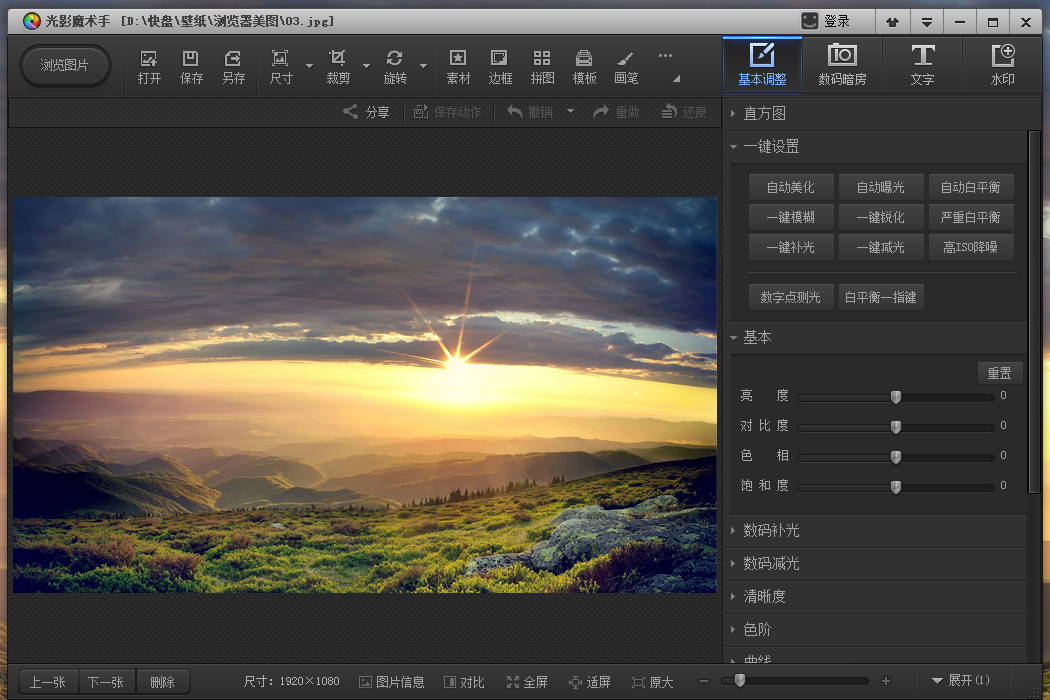 光影魔术手 [D:\快盘\壁纸\浏览器美图\03.jpg]
登录
浏览图片
打开 保存 另存 尺寸 裁剪 旋转 素材 边框 拼图 模板 画笔
基本调整 数码暗房 文字 水印
分享 保存动作 撤销 重做 还原
直方图
一键设置
自动美化 自动曝光 自动白平衡
一键模糊 一键锐化 严重白平衡
一键补光 一键减光 高ISO降噪
数字点测光 白平衡一指键
基本
重置
亮 度 0
对比度 0
色 相 0
饱和度 0
数码补光
数码减光
清晰度
色阶
曲线
上一张 下一张 删除 尺寸：1920×1080 图片信息 对比 全屏 适屏 原大 展开(1)